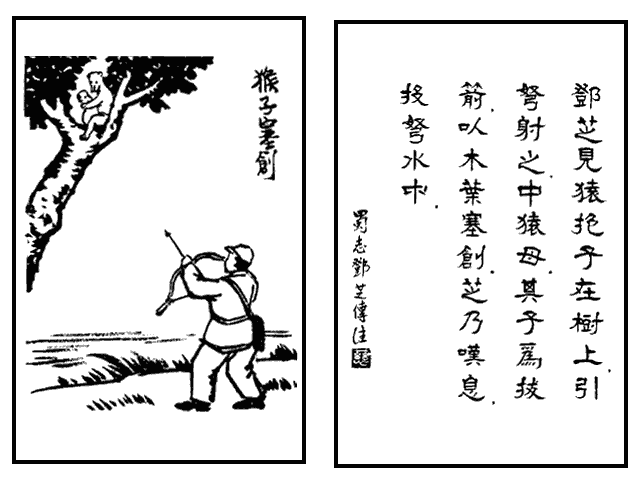 猴子塞創
鄧芝見猿抱子在樹上.引
弩射之.中猿母.其子爲拔
箭.以木葉塞創.芝乃嘆息.
投弩水中.
蜀志鄧芝傳注